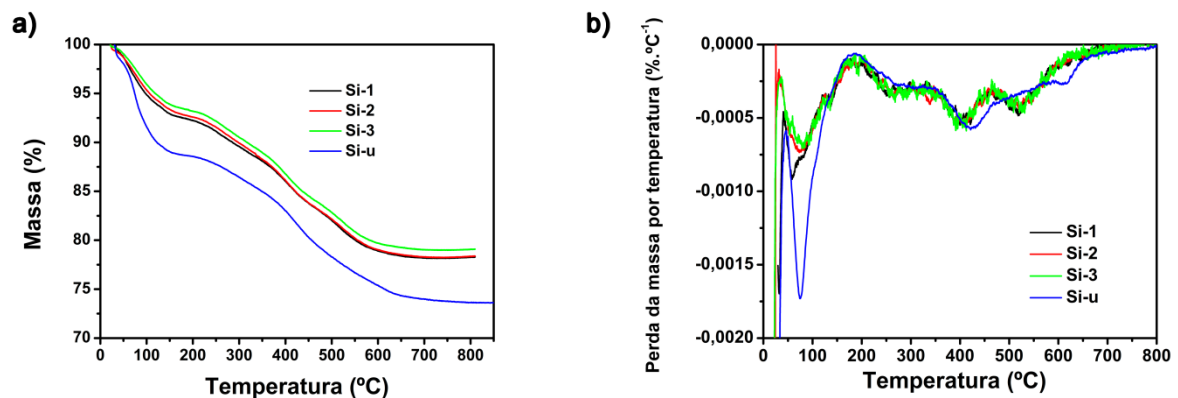 a)
Massa (%)
100
95
90
85
80
75
70
Si-1
Si-2
Si-3
Si-u
0 100 200 300 400 500 600 700 800
Temperatura (ºC)
b)
Perda da massa por temperatura (%.ºC⁻¹)
0,0000
-0,0005
-0,0010
-0,0015
-0,0020
Si-1
Si-2
Si-3
Si-u
0 100 200 300 400 500 600 700 800
Temperatura (ºC)